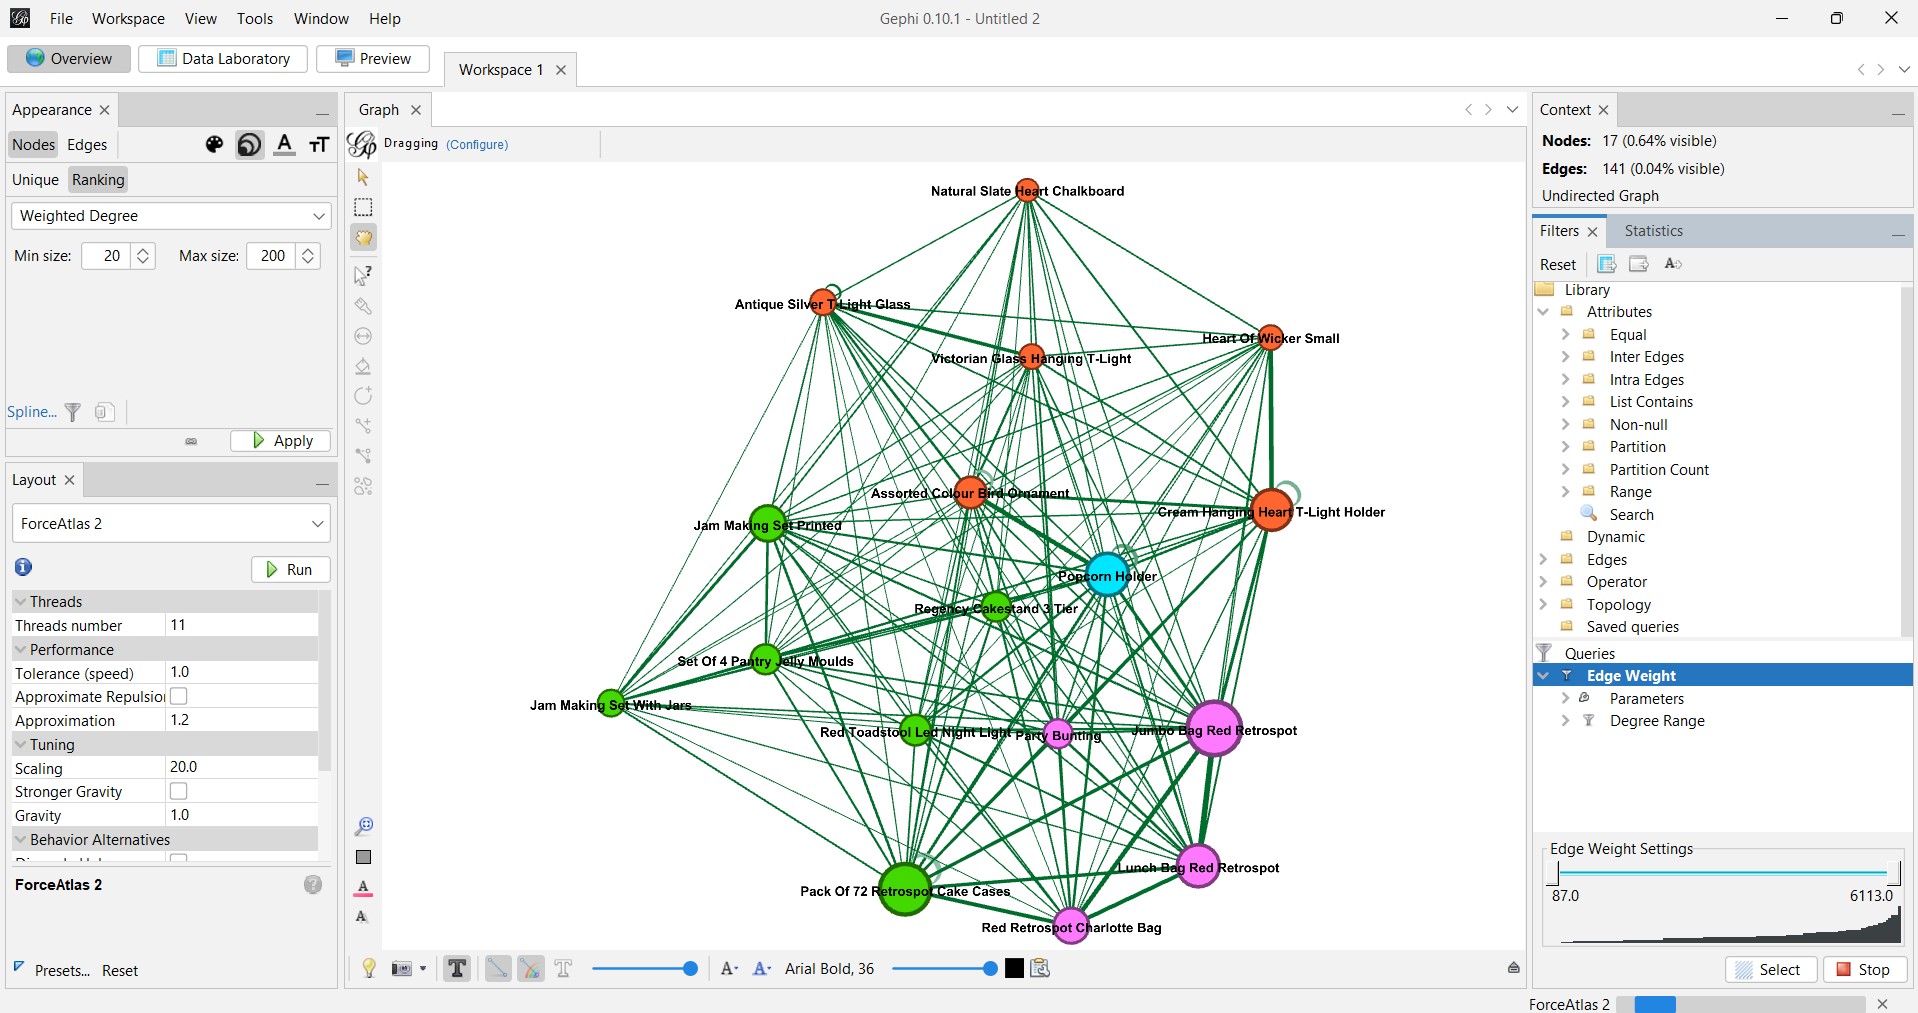 Gephi 0.10.1 - Untitled 2
File Workspace View Tools Window Help
Overview Data Laboratory Preview
Workspace 1
Appearance
Nodes Edges
Unique Ranking
Weighted Degree
Min size: 20 Max size: 200
Spline...
Apply
Layout
ForceAtlas 2
Run
Threads
Threads number 11
Performance
Tolerance (speed) 1.0
Approximate Repulsio
Approximation 1.2
Tuning
Scaling 20.0
Stronger Gravity
Gravity 1.0
Behavior Alternatives
ForceAtlas 2
Presets... Reset
Graph
Dragging (Configure)
Natural Slate Heart Chalkboard
Antique Silver T-Light Glass
Heart Of Wicker Small
Victorian Glass Hanging T-Light
Assorted Colour Bird Ornament
Cream Hanging Heart T-Light Holder
Jam Making Set Printed
Popcorn Holder
Regency Cakestand 3 Tier
Set Of 4 Pantry Jelly Moulds
Jam Making Set With Jars
Red Toadstool Led Night Light
Party Bunting
Jumbo Bag Red Retrospot
Lunch Bag Red Retrospot
Pack Of 72 Retrospot Cake Cases
Red Retrospot Charlotte Bag
Arial Bold, 36
Context
Nodes: 17 (0.64% visible)
Edges: 141 (0.04% visible)
Undirected Graph
Filters Statistics
Reset
Library
Attributes
Equal
Inter Edges
Intra Edges
List Contains
Non-null
Partition
Partition Count
Range
Search
Dynamic
Edges
Operator
Topology
Saved queries
Queries
Edge Weight
Parameters
Degree Range
Edge Weight Settings
87.0 6113.0
Select Stop
ForceAtlas 2